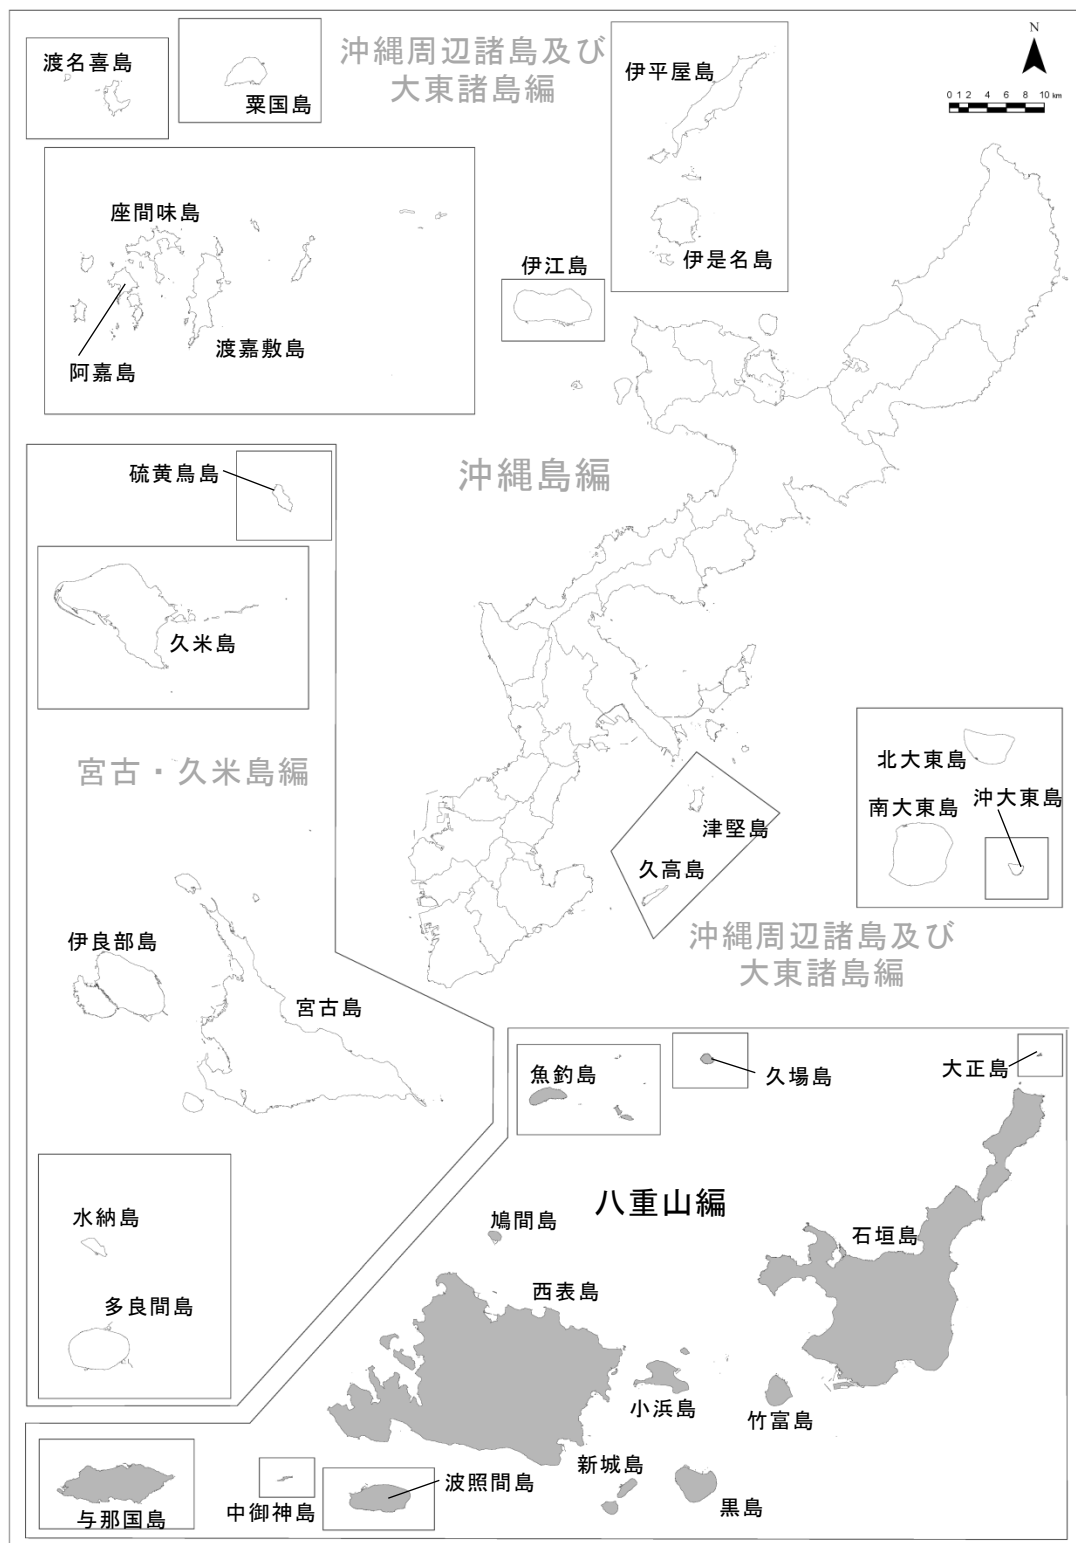 渡名喜島
粟国島
沖縄周辺諸島及び
大東諸島編
伊平屋島
N
0 1 2 4 6 8 10 km
座間味島
伊江島
伊是名島
渡嘉敷島
阿嘉島
硫黄鳥島
沖縄島編
久米島
宮古・久米島編
北大東島
沖大東島
南大東島
津堅島
久高島
沖縄周辺諸島及び
大東諸島編
伊良部島
宮古島
魚釣島
久場島
大正島
八重山編
水納島
鳩間島
石垣島
西表島
多良間島
小浜島
竹富島
新城島
波照間島
黒島
中御神島
与那国島